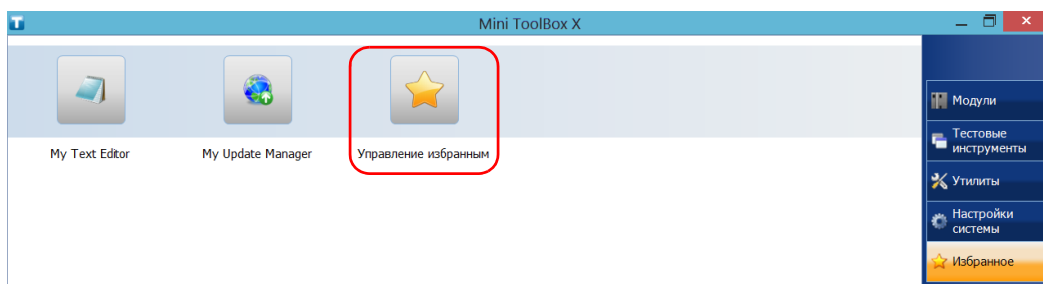 Mini ToolBox X
My Text Editor
My Update Manager
Управление избранным
Модули
Тестовые
инструменты
Утилиты
Настройки
системы
Избранное